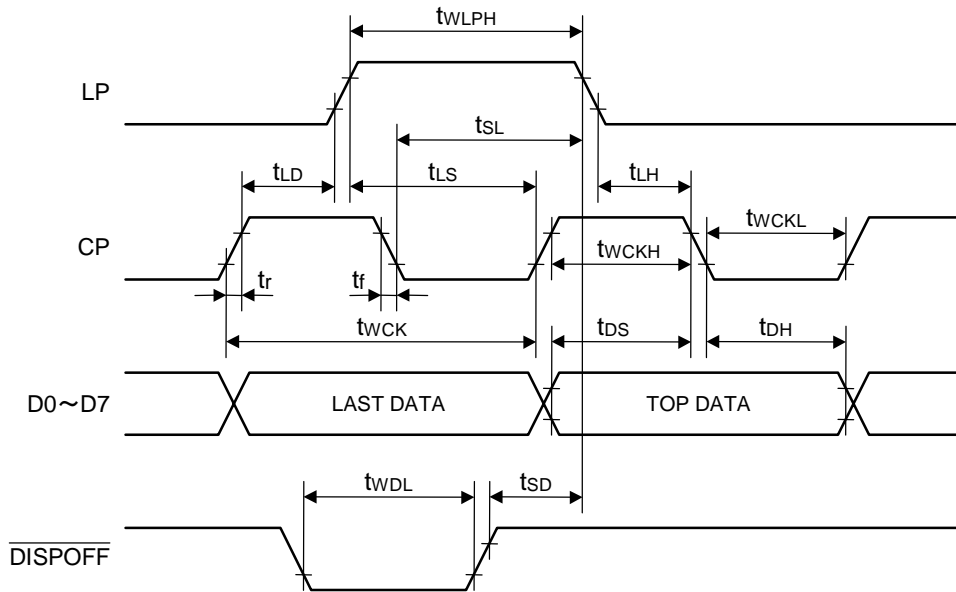 tWLPH
LP
tSL
tLD
tLS
tLH
CP
tWCKL
tWCKH
tr
tf
tWCK
tDS
tDH
D0～D7
LAST DATA
TOP DATA
tWDL
tSD
DISPOFF